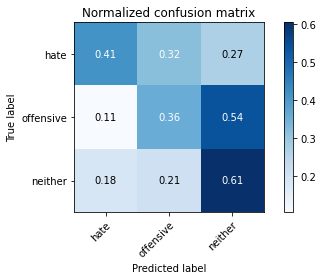 Normalized confusion matrix
hate 0.41 0.32 0.27
offensive 0.11 0.36 0.54
neither 0.18 0.21 0.61
True label
hate offensive neither
Predicted label
0.6
0.5
0.4
0.3
0.2